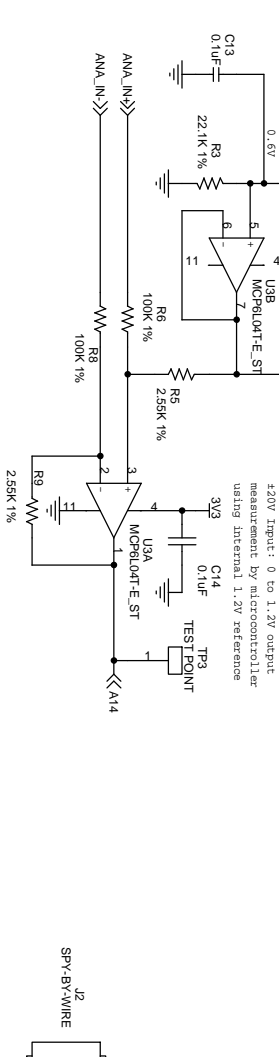 C13
0.1uF
0.6V
R3
22.1K 1%
5
6
+
-
7
4
11
U3B
MCP6L04T-E_ST
R5
2.55K 1%
±20V Input: 0 to 1.2V output
measurement by microcontroller
using internal 1.2V reference
ANA_IN+
ANA_IN-
R6
100K 1%
R8
100K 1%
3
2
+
-
4
11
1
U3A
MCP6L04T-E_ST
3V3
C14
0.1uF
R9
2.55K 1%
1
TP3
TEST POINT
A14
J2
SPY-BY-WIRE